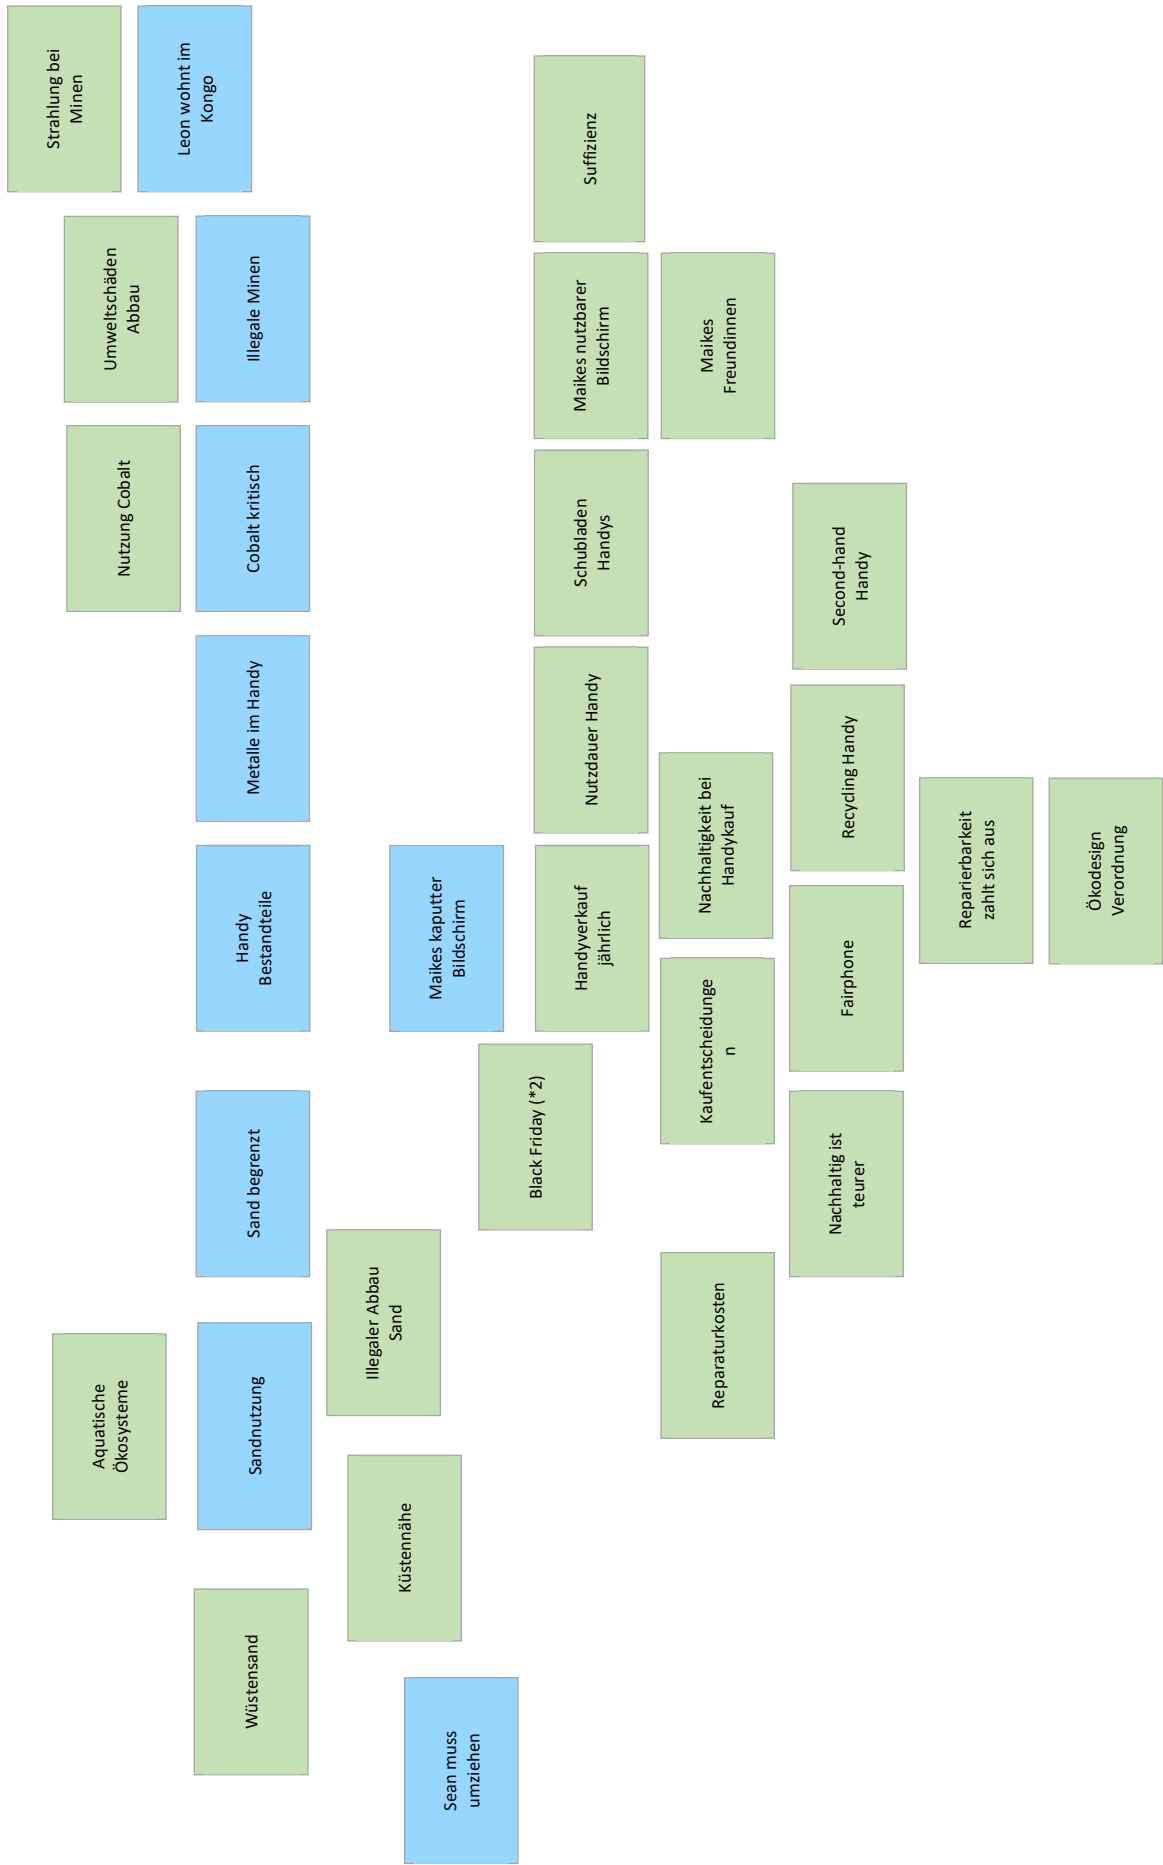 Strahlung bei
Minen
Aquatische
Ökosysteme
Nutzung Cobalt
Umweltschäden
Abbau
Leon wohnt im
Kongo
Wüstensand
Sandnutzung
Sand begrenzt
Handy
Bestandteile
Metalle im Handy
Cobalt kritisch
Illegale Minen
Küstennähe
Illegaler Abbau
Sand
Sean muss
umziehen
Maikes kaputter
Bildschirm
Black Friday (*2)
Handyverkauf
jährlich
Nutzdauer Handy
Schubladen
Handys
Maikes nutzbarer
Bildschirm
Suffizienz
Reparaturkosten
Kaufentscheidunge
n
Nachhaltigkeit bei
Handykauf
Maikes
Freundinnen
Nachhaltig ist
teurer
Fairphone
Recycling Handy
Second-hand
Handy
Reparierbarkeit
zahlt sich aus
Ökodesign
Verordnung